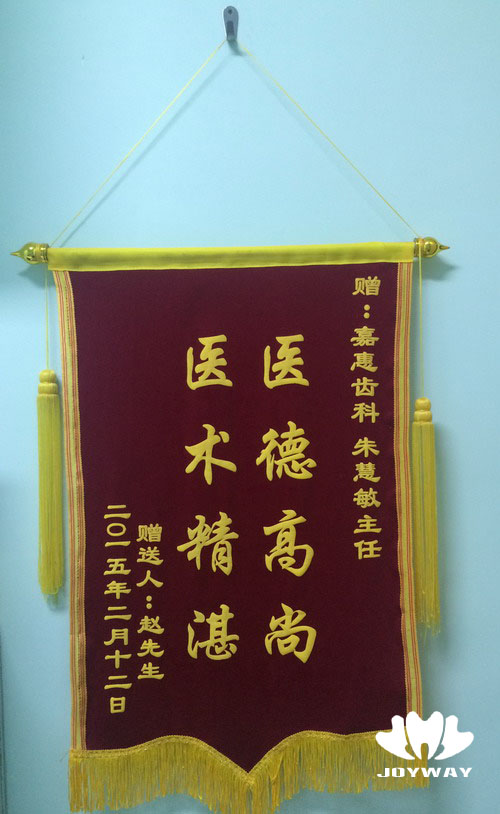 赠：嘉惠齿科 朱慧敏主任
医德高尚
医术精湛
赠送人：赵先生
二〇一五年二月十二日
JOYWAY